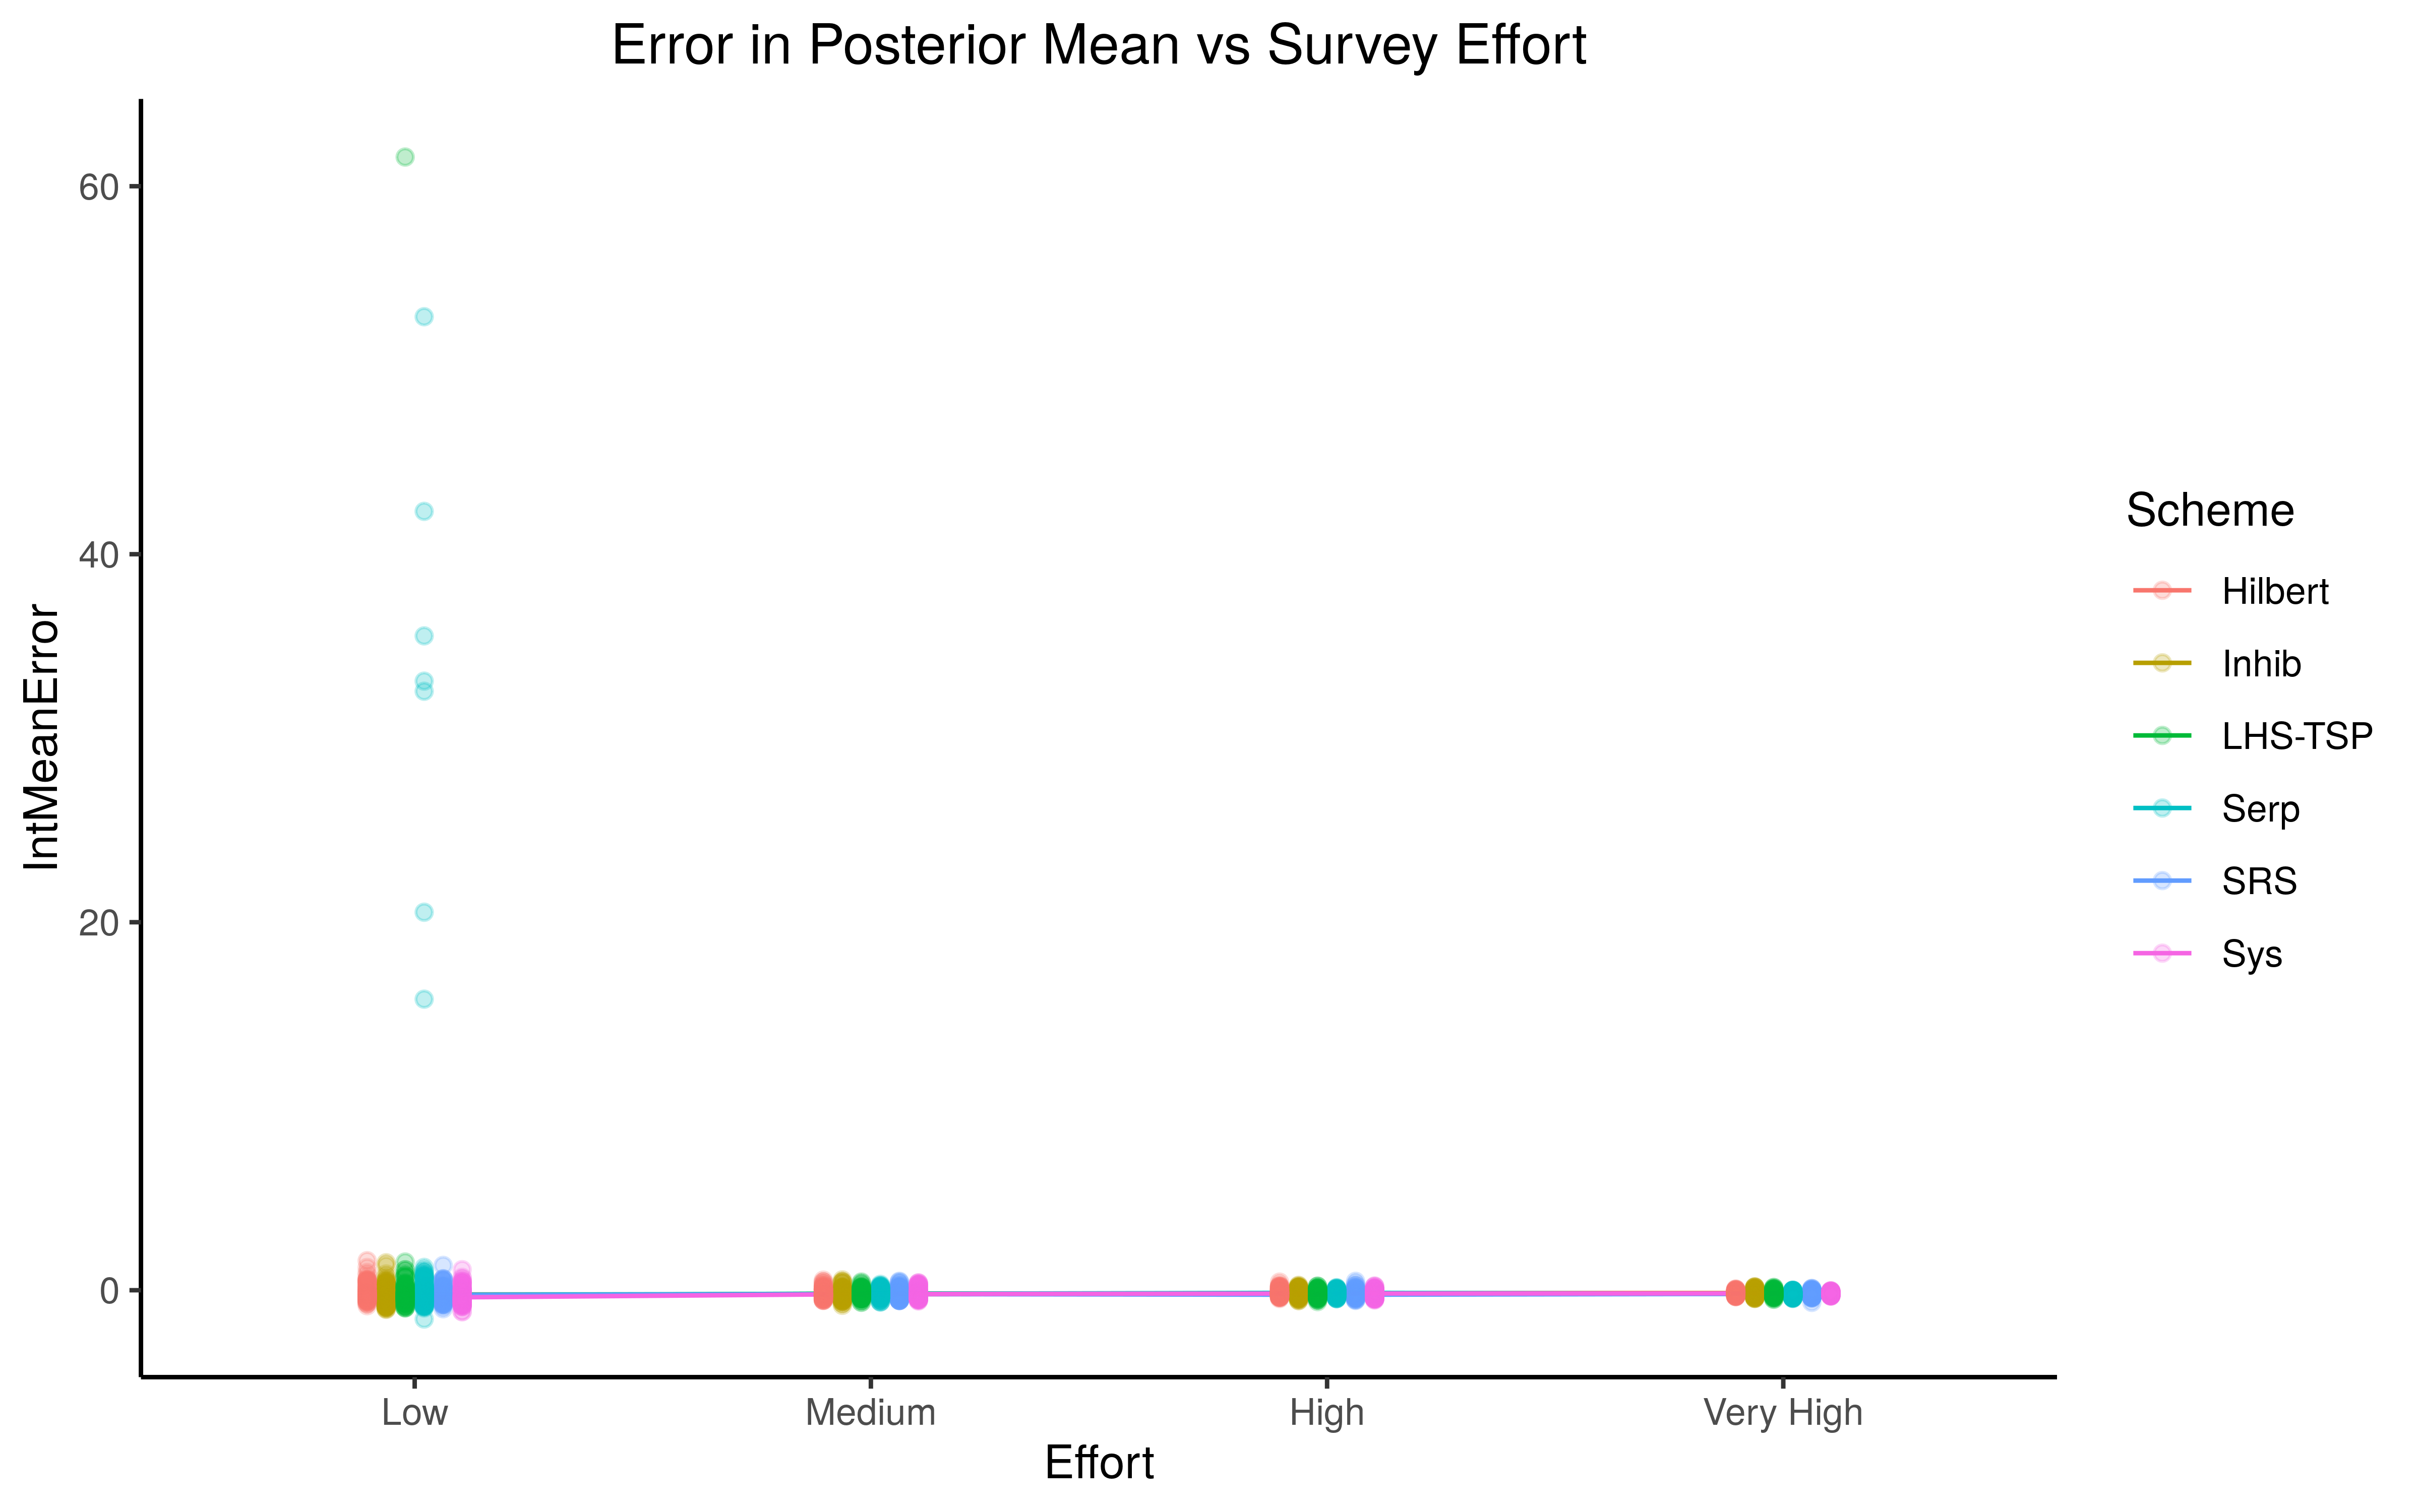 Error in Posterior Mean vs Survey Effort
IntMeanError
60
40
20
0
Low
Medium
High
Very High
Effort
Scheme
Hilbert
Inhib
LHS-TSP
Serp
SRS
Sys